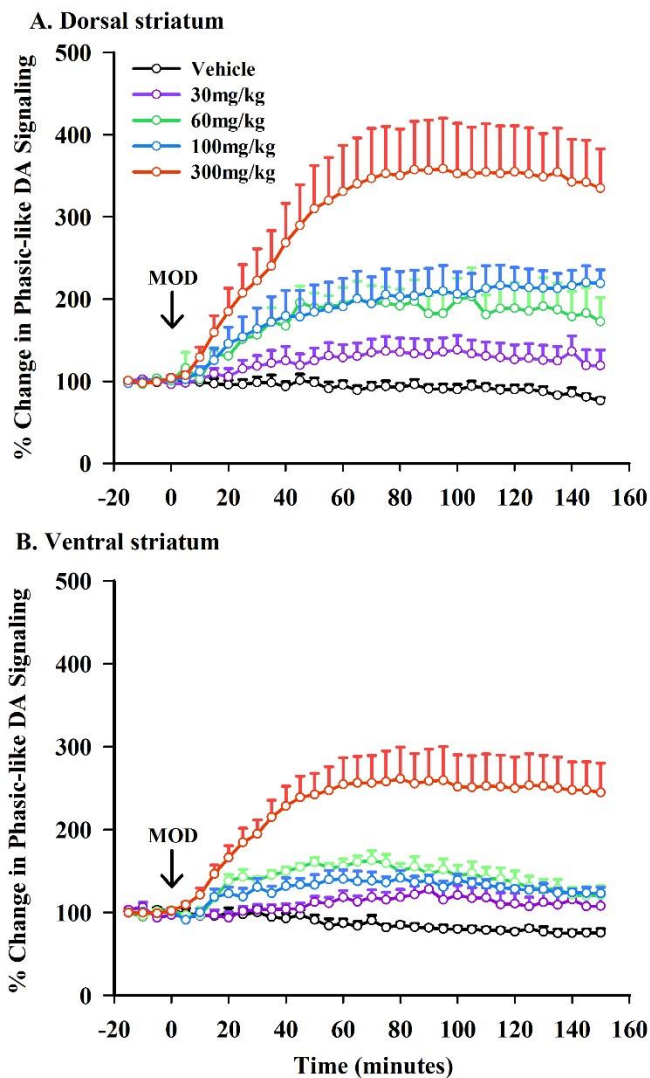 A. Dorsal striatum
% Change in Phasic-like DA Signaling
500
400
300
200
100
0
Vehicle
30mg/kg
60mg/kg
100mg/kg
300mg/kg
MOD
-20 0 20 40 60 80 100 120 140 160
B. Ventral striatum
% Change in Phasic-like DA Signaling
500
400
300
200
100
0
MOD
-20 0 20 40 60 80 100 120 140 160
Time (minutes)